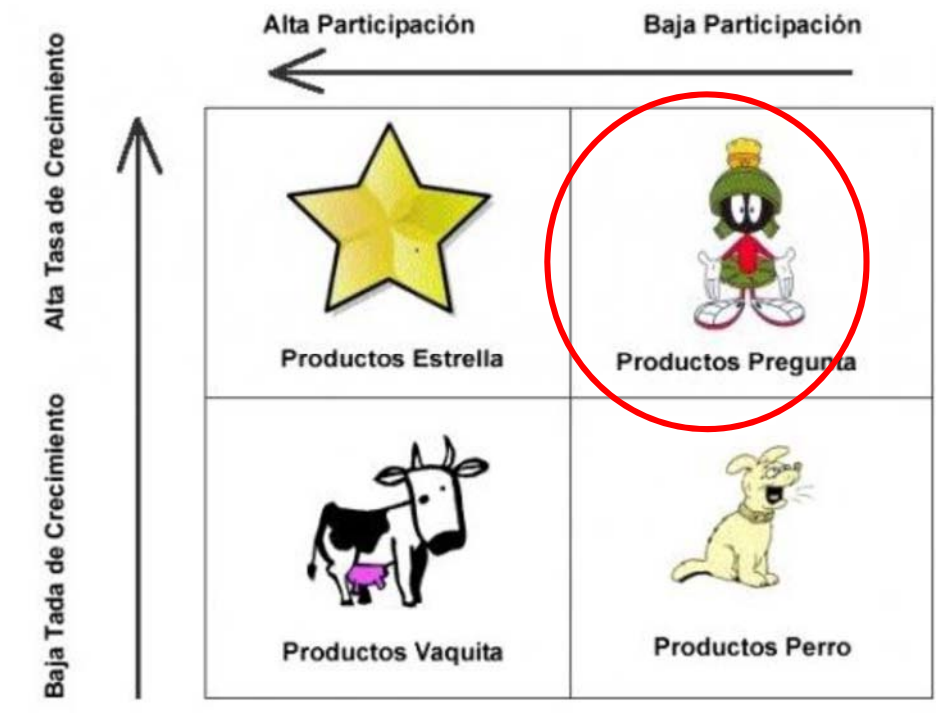 Alta Participación
Baja Participación
Alta Tasa de Crecimiento
Productos Estrella
Productos Pregunta
Baja Tada de Crecimiento
Productos Vaquita
Productos Perro